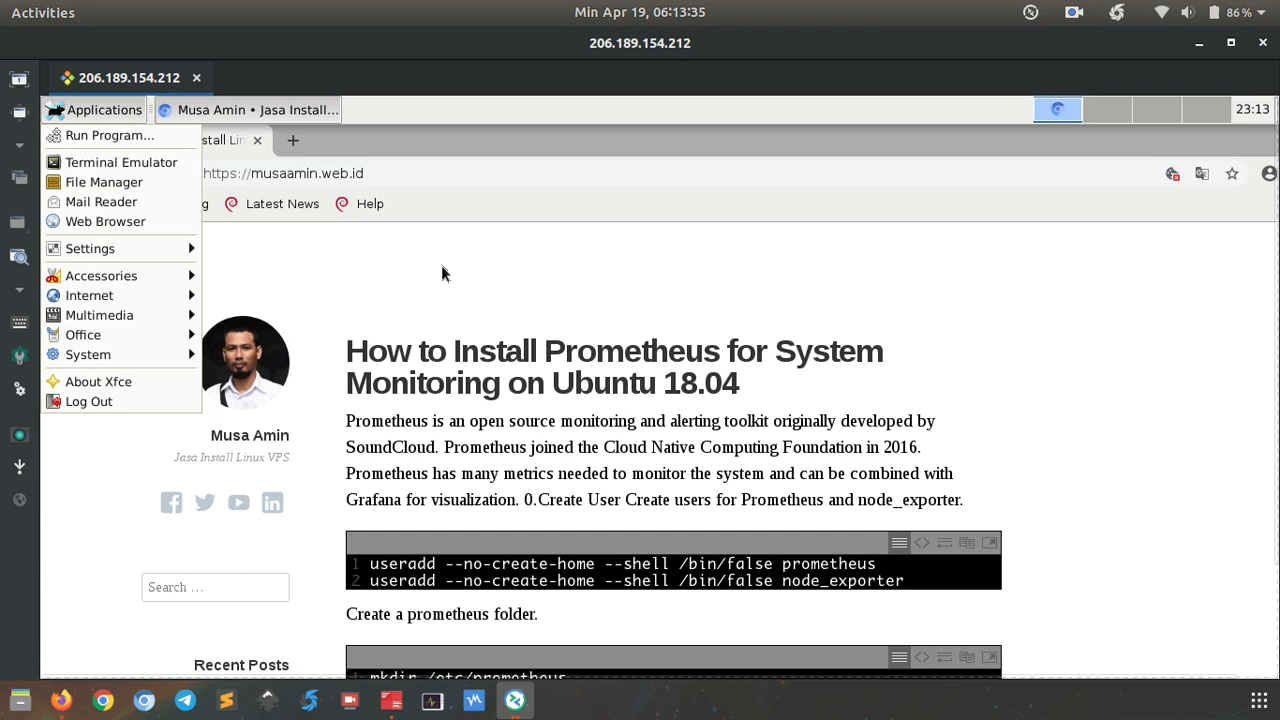 Activities
Min Apr 19, 06:13:35
86 %
206.189.154.212
206.189.154.212
Applications
Musa Amin • Jasa Install...
23:13
Run Program...
Terminal Emulator
File Manager
Mail Reader
Web Browser
Settings
Accessories
Internet
Multimedia
Office
System
About Xfce
Log Out
stall Lin
https://musaamin.web.id
g
Latest News
Help
Musa Amin
Jasa Install Linux VPS
Search ...
Recent Posts
How to Install Prometheus for System
Monitoring on Ubuntu 18.04
Prometheus is an open source monitoring and alerting toolkit originally developed by
SoundCloud. Prometheus joined the Cloud Native Computing Foundation in 2016.
Prometheus has many metrics needed to monitor the system and can be combined with
Grafana for visualization. 0.Create User Create users for Prometheus and node_exporter.
1 useradd --no-create-home --shell /bin/false prometheus
2 useradd --no-create-home --shell /bin/false node_exporter
Create a prometheus folder.
1 mkdir /etc/prometheus